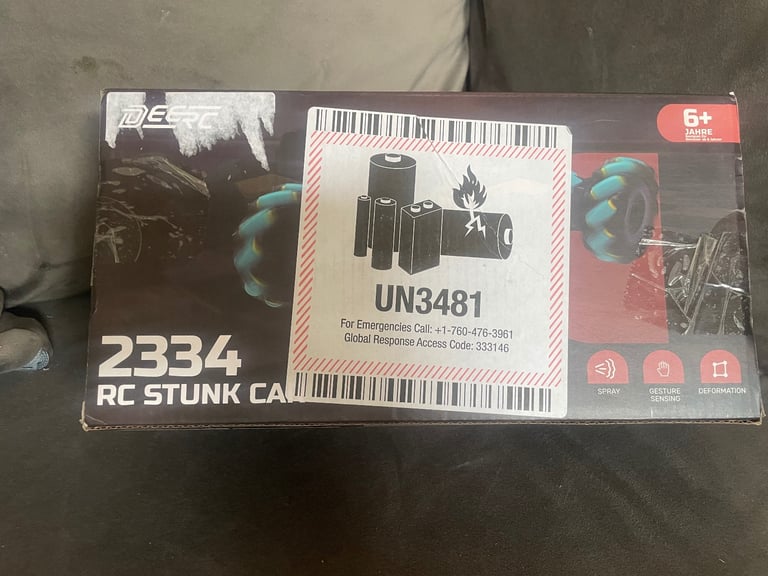 DEERC
6+
JAHRE
UN3481
For Emergencies Call: +1-760-476-3961
Global Response Access Code: 333146
2334
RC STUNK CAR
SPRAY
GESTURE
SENSING
DEFORMATION